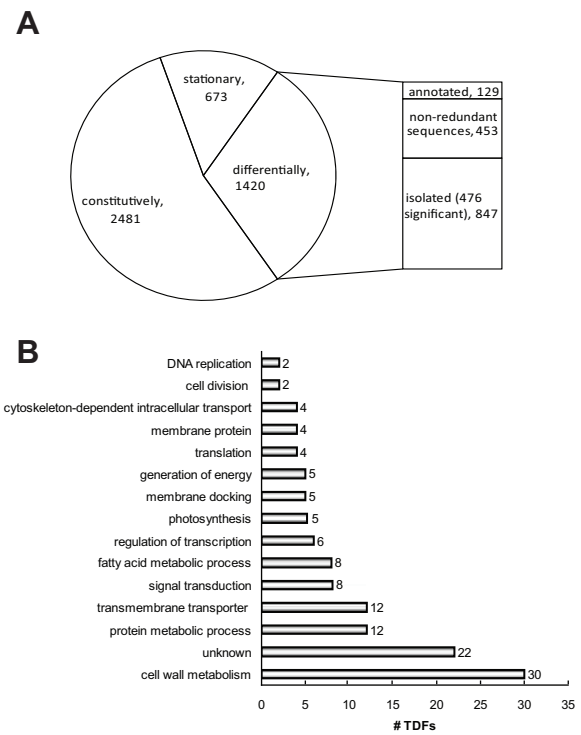 A
stationary,
673
differentially,
1420
constitutively,
2481
annotated, 129
non-redundant
sequences, 453
isolated (476
significant), 847
B
DNA replication 2
cell division 2
cytoskeleton-dependent intracellular transport 4
membrane protein 4
translation 4
generation of energy 5
membrane docking 5
photosynthesis 5
regulation of transcription 6
fatty acid metabolic process 8
signal transduction 8
transmembrane transporter 12
protein metabolic process 12
unknown 22
cell wall metabolism 30
0 5 10 15 20 25 30 35
# TDFs